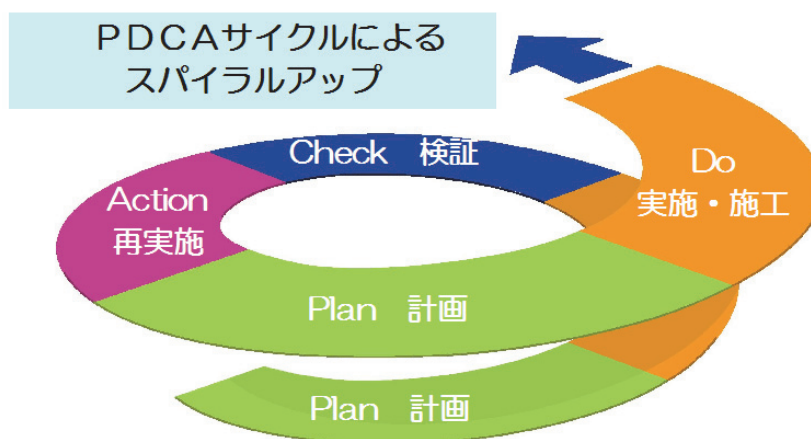 PDCAサイクルによる
スパイラルアップ
Check 検証
Do
実施・施工
Action
再実施
Plan 計画
Plan 計画